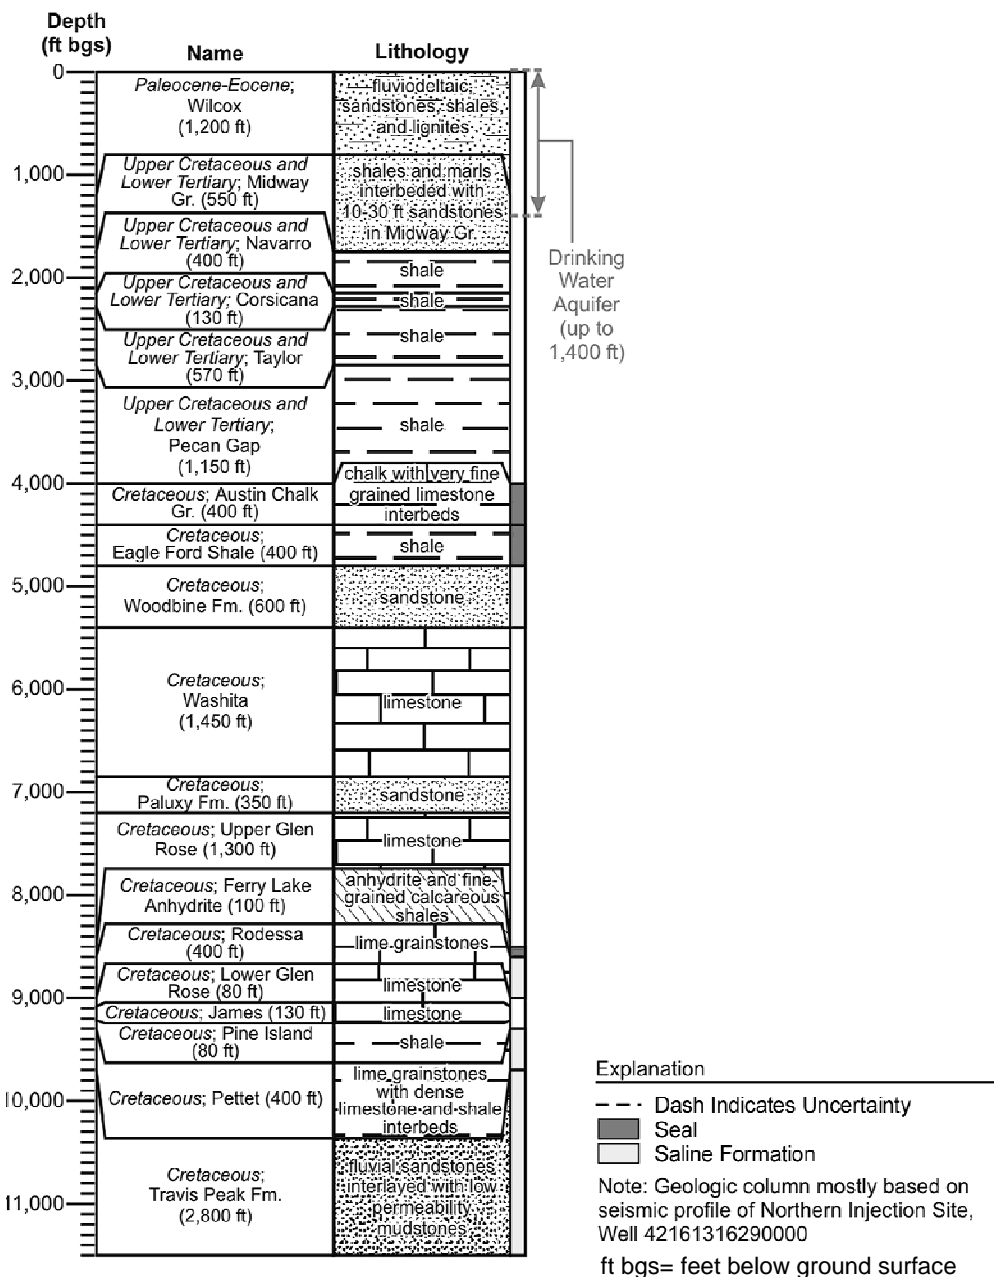 Depth
(ft bgs)
Name
Lithology
0
1,000
2,000
3,000
4,000
5,000
6,000
7,000
8,000
9,000
10,000
11,000
Paleocene-Eocene;
Wilcox
(1,200 ft)
fluviodeltaic
sandstones, shales,
and lignites
Upper Cretaceous and
Lower Tertiary; Midway
Gr. (550 ft)
shales and marls
interbeded with
10-30 ft sandstones
in Midway Gr.
Upper Cretaceous and
Lower Tertiary; Navarro
(400 ft)
shale
Upper Cretaceous and
Lower Tertiary; Corsicana
(130 ft)
shale
Upper Cretaceous and
Lower Tertiary; Taylor
(570 ft)
shale
Upper Cretaceous and
Lower Tertiary;
Pecan Gap
(1,150 ft)
shale
Cretaceous; Austin Chalk
Gr. (400 ft)
chalk with very fine
grained limestone
interbeds
Cretaceous;
Eagle Ford Shale (400 ft)
shale
Cretaceous;
Woodbine Fm. (600 ft)
sandstone
Cretaceous;
Washita
(1,450 ft)
limestone
Cretaceous;
Paluxy Fm. (350 ft)
sandstone
Cretaceous; Upper Glen
Rose (1,300 ft)
limestone
Cretaceous; Ferry Lake
Anhydrite (100 ft)
anhydrite and fine-
grained calcareous
shales
Cretaceous; Rodessa
(400 ft)
lime grainstones
Cretaceous; Lower Glen
Rose (80 ft)
limestone
Cretaceous; James (130 ft)
limestone
Cretaceous; Pine Island
(80 ft)
shale
Cretaceous; Pettet (400 ft)
lime grainstones
with dense
limestone and shale
interbeds
Cretaceous;
Travis Peak Fm.
(2,800 ft)
fluvial sandstones
interlayed with low
permeability
mudstones
Drinking
Water
Aquifer
(up to
1,400 ft)
Explanation
Dash Indicates Uncertainty
Seal
Saline Formation
Note: Geologic column mostly based on
seismic profile of Northern Injection Site,
Well 42161316290000
ft bgs= feet below ground surface